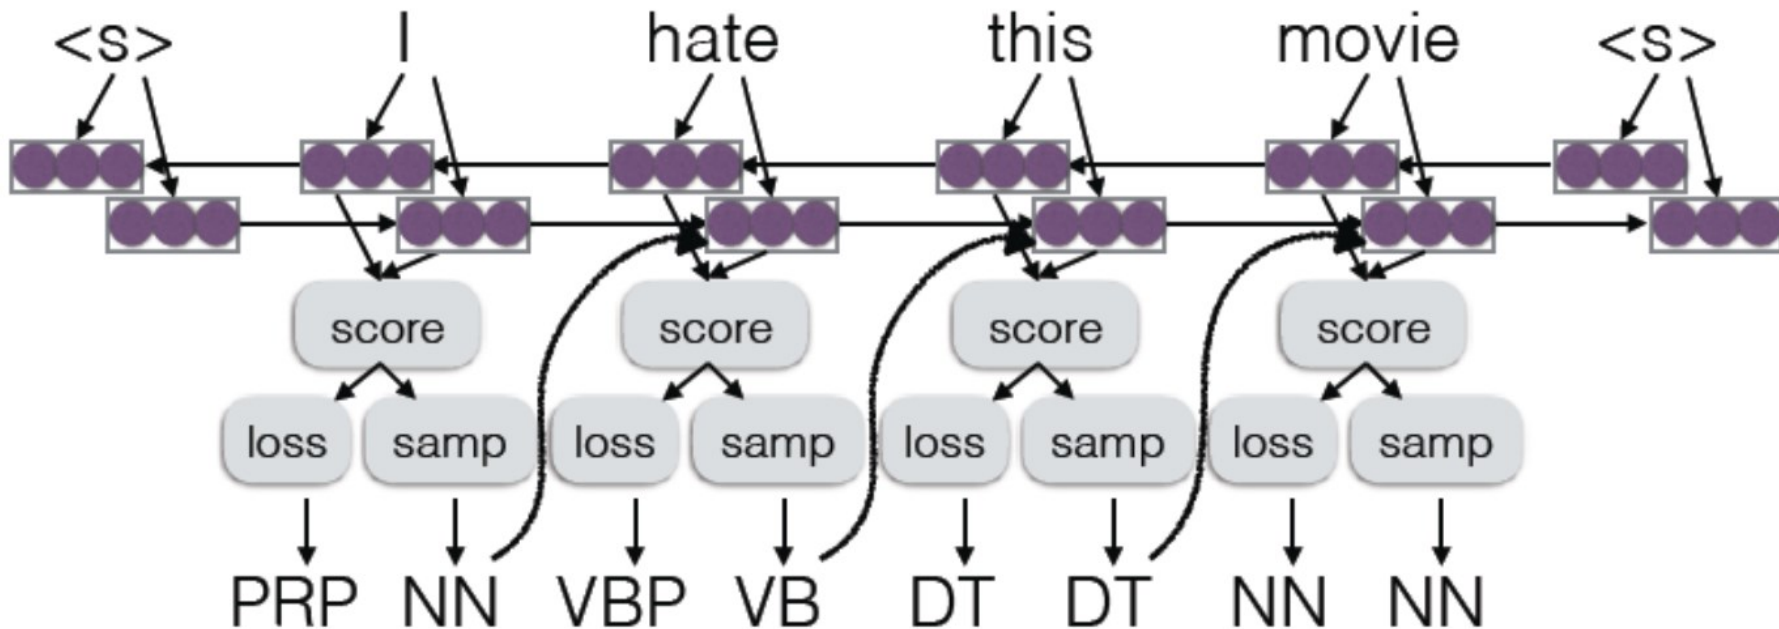 <s> I hate this movie <s>
score score score score
loss samp loss samp loss samp loss samp
PRP NN VBP VB DT DT NN NN